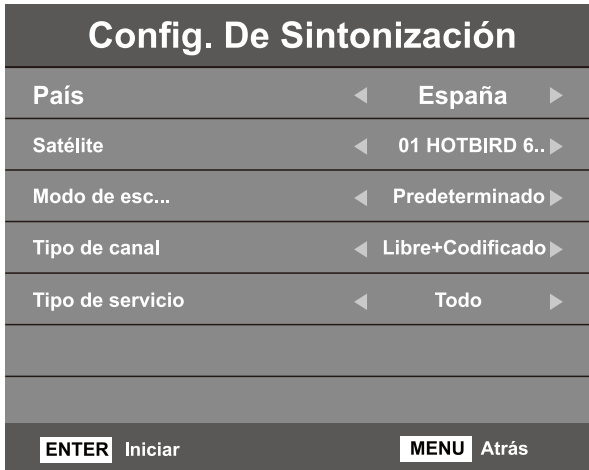 Config. De Sintonización
País España
Satélite 01 HOTBIRD 6..
Modo de esc... Predeterminado
Tipo de canal Libre+Codificado
Tipo de servicio Todo
ENTER Iniciar MENU Atrás